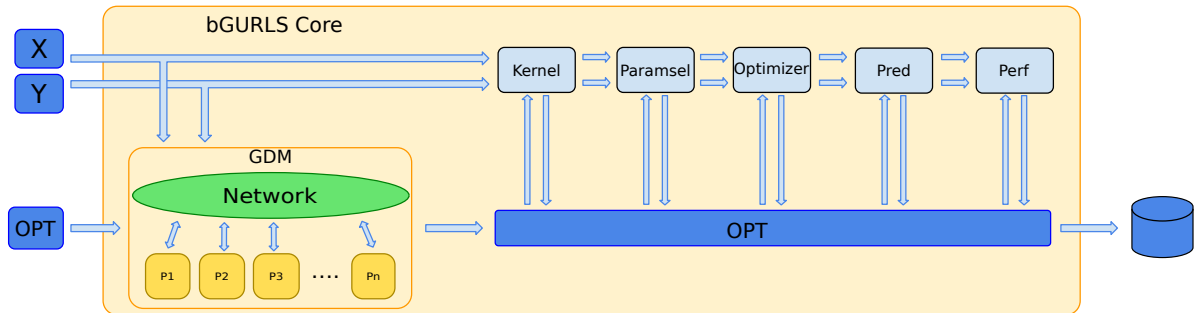 bGURLS Core
X
Y
Kernel
Paramsel
Optimizer
Pred
Perf
GDM
Network
OPT
P1
P2
P3
....
Pn
OPT